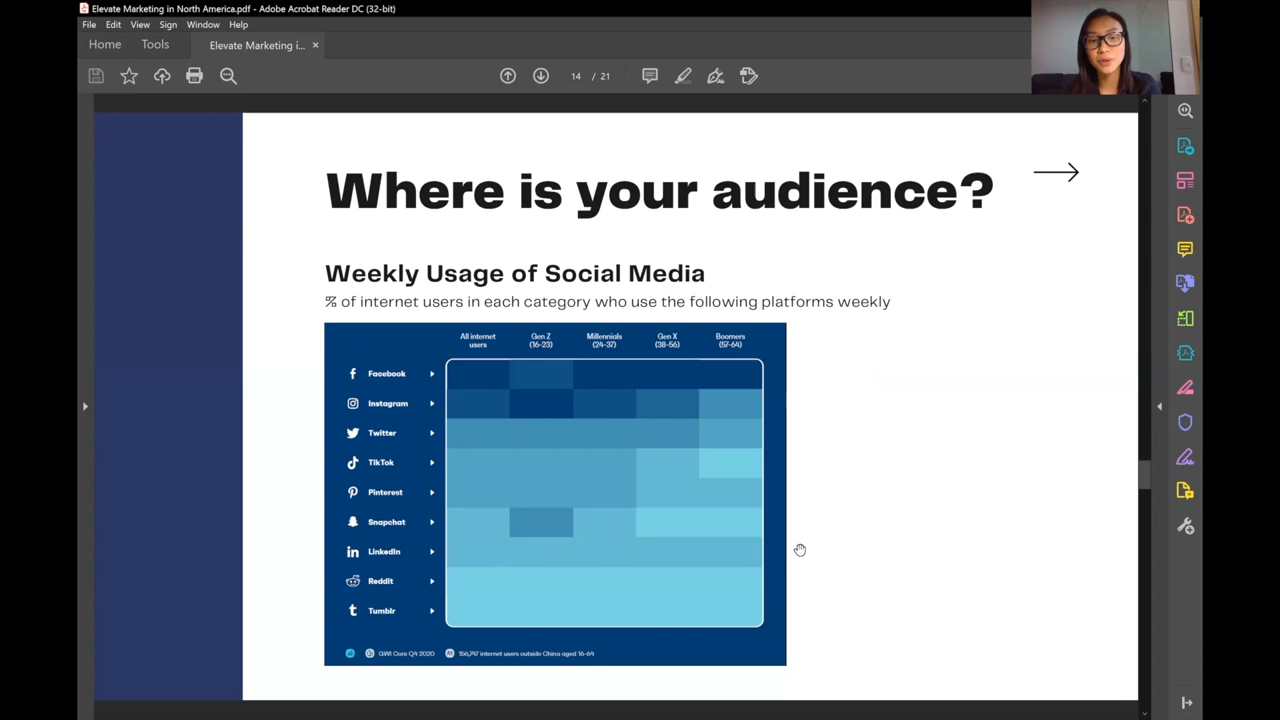 Elevate Marketing in North America.pdf - Adobe Acrobat Reader DC (32-bit)
File Edit View Sign Window Help
Home Tools Elevate Marketing i... ×
14 / 21
Where is your audience?
Weekly Usage of Social Media
% of internet users in each category who use the following platforms weekly
All internet users Gen Z (16-23) Millennials (24-37) Gen X (38-56) Boomers (57-64)
Facebook
Instagram
Twitter
TikTok
Pinterest
Snapchat
LinkedIn
Reddit
Tumblr
GWI Core Q4 2020 156,747 internet users outside China aged 16-64